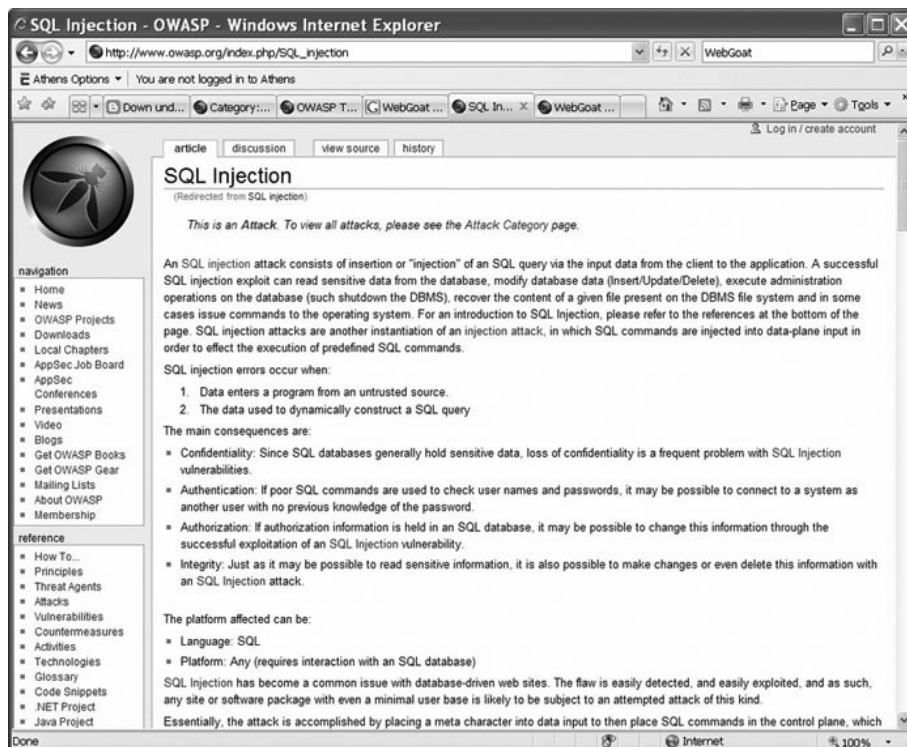 SQL Injection - OWASP - Windows Internet Explorer
http://www.owasp.org/index.php/SQL_injection
WebGoat
Athens Options
You are not logged in to Athens
Down und...
Category:...
OWASP T...
WebGoat ...
SQL In...
WebGoat ...
Page
Tools
Log in / create account
article
discussion
view source
history
SQL Injection
(Redirected from SQL injection)
This is an Attack. To view all attacks, please see the Attack Category page.
An SQL injection attack consists of insertion or "injection" of an SQL query via the input data from the client to the application. A successful
SQL injection exploit can read sensitive data from the database, modify database data (Insert/Update/Delete), execute administration
operations on the database (such shutdown the DBMS), recover the content of a given file present on the DBMS file system and in some
cases issue commands to the operating system. For an introduction to SQL Injection, please refer to the references at the bottom of the
page. SQL injection attacks are another instantiation of an injection attack, in which SQL commands are injected into data-plane input in
order to effect the execution of predefined SQL commands.
SQL injection errors occur when:
1. Data enters a program from an untrusted source.
2. The data used to dynamically construct a SQL query
The main consequences are:
Confidentiality: Since SQL databases generally hold sensitive data, loss of confidentiality is a frequent problem with SQL Injection
vulnerabilities.
Authentication: If poor SQL commands are used to check user names and passwords, it may be possible to connect to a system as
another user with no previous knowledge of the password.
Authorization: If authorization information is held in an SQL database, it may be possible to change this information through the
successful exploitation of an SQL Injection vulnerability.
Integrity: Just as it may be possible to read sensitive information, it is also possible to make changes or even delete this information with
an SQL Injection attack.
The platform affected can be:
Language: SQL
Platform: Any (requires interaction with an SQL database)
SQL Injection has become a common issue with database-driven web sites. The flaw is easily detected, and easily exploited, and as such,
any site or software package with even a minimal user base is likely to be subject to an attempted attack of this kind.
Essentially, the attack is accomplished by placing a meta character into data input to then place SQL commands in the control plane, which
navigation
Home
News
OWASP Projects
Downloads
Local Chapters
AppSec Job Board
AppSec
Conferences
Presentations
Video
Blogs
Get OWASP Books
Get OWASP Gear
Mailing Lists
About OWASP
Membership
reference
How To...
Principles
Threat Agents
Attacks
Vulnerabilities
Countermeasures
Activities
Technologies
Glossary
Code Snippets
.NET Project
Java Project
Done
Internet
100%